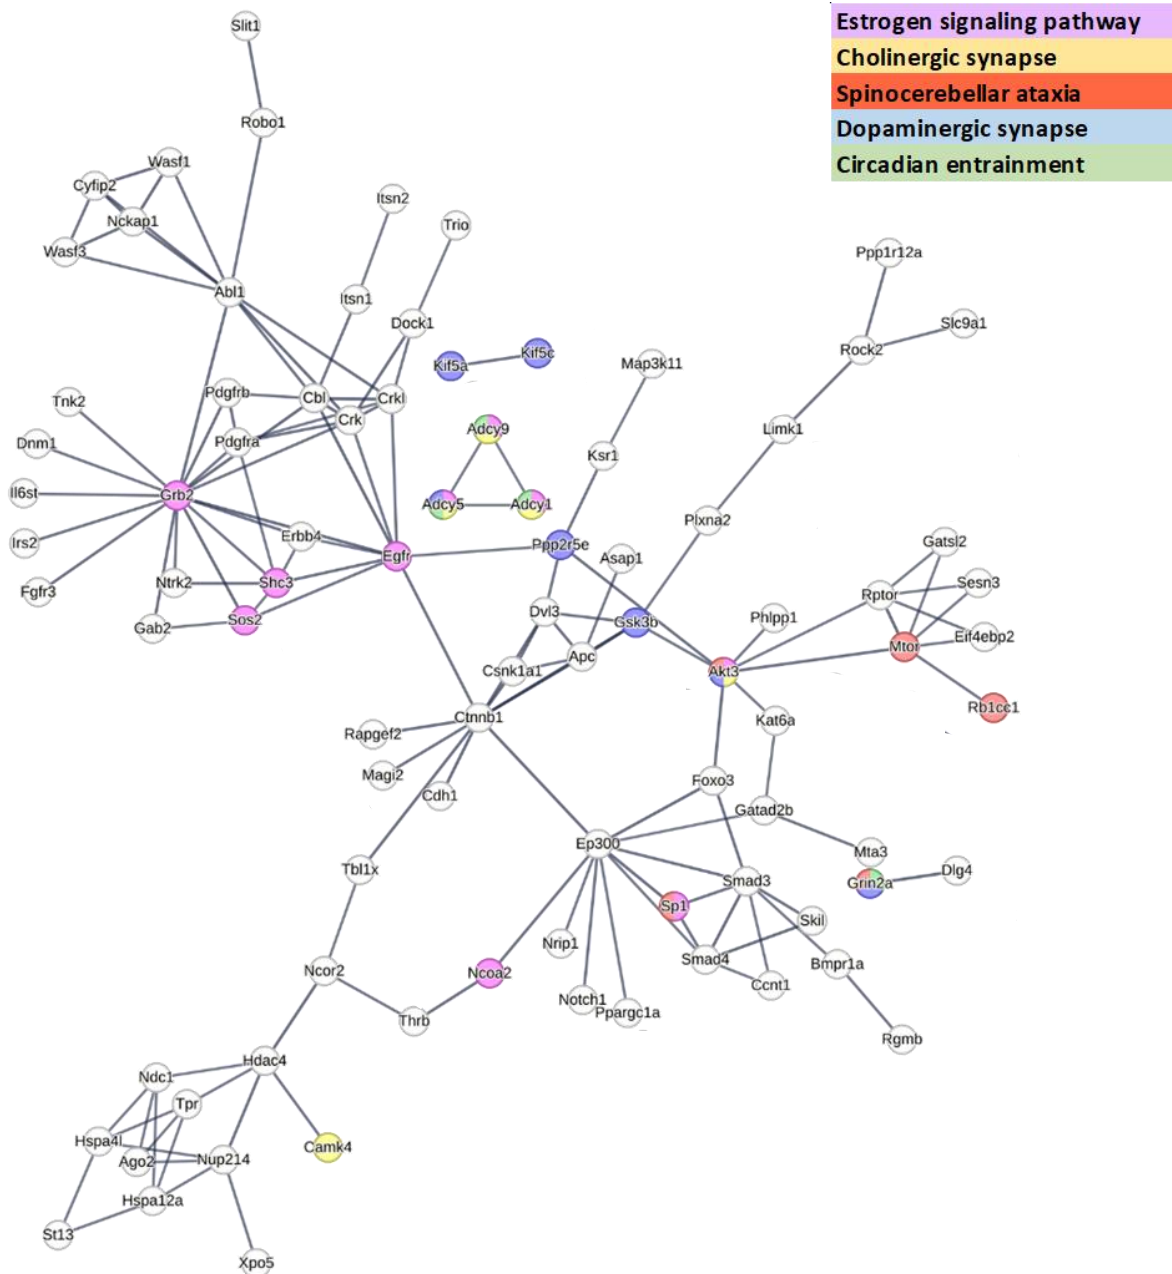 Slit1
Estrogen signaling pathway
Cholinergic synapse
Spinocerebellar ataxia
Dopaminergic synapse
Circadian entrainment
Robo1
Wasf1
Cyfip2
Nckap1
Wasf3
Itsn2
Trio
Ppp1r12a
Abl1
Itsn1
Dock1
Slc9a1
Rock2
Kif5a
Kif5c
Map3k11
Pdgfrb
Cbl
Crkl
Tnk2
Crk
Limk1
Adcy9
Dnm1
Pdgfra
Ksr1
Il6st
Grb2
Adcy5
Adcy1
Plxna2
Irs2
Erbb4
Egfr
Ppp2r5e
Asap1
Gatsl2
Fgfr3
Ntrk2
Shc3
Rptor
Sesn3
Gab2
Sos2
Dvl3
Gsk3b
Phlpp1
Eif4ebp2
Mtor
Csnk1a1
Apc
Akt3
Rb1cc1
Ctnnb1
Kat6a
Rapgef2
Magi2
Cdh1
Foxo3
Gatad2b
Ep300
Mta3
Tbl1x
Smad3
Grin2a
Dlg4
Sp1
Skil
Nrip1
Ncor2
Ncoa2
Smad4
Bmpr1a
Ccnt1
Notch1
Ppargc1a
Thrb
Rgmb
Hdac4
Ndc1
Tpr
Hspa4l
Camk4
Ago2
Nup214
Hspa12a
St13
Xpo5